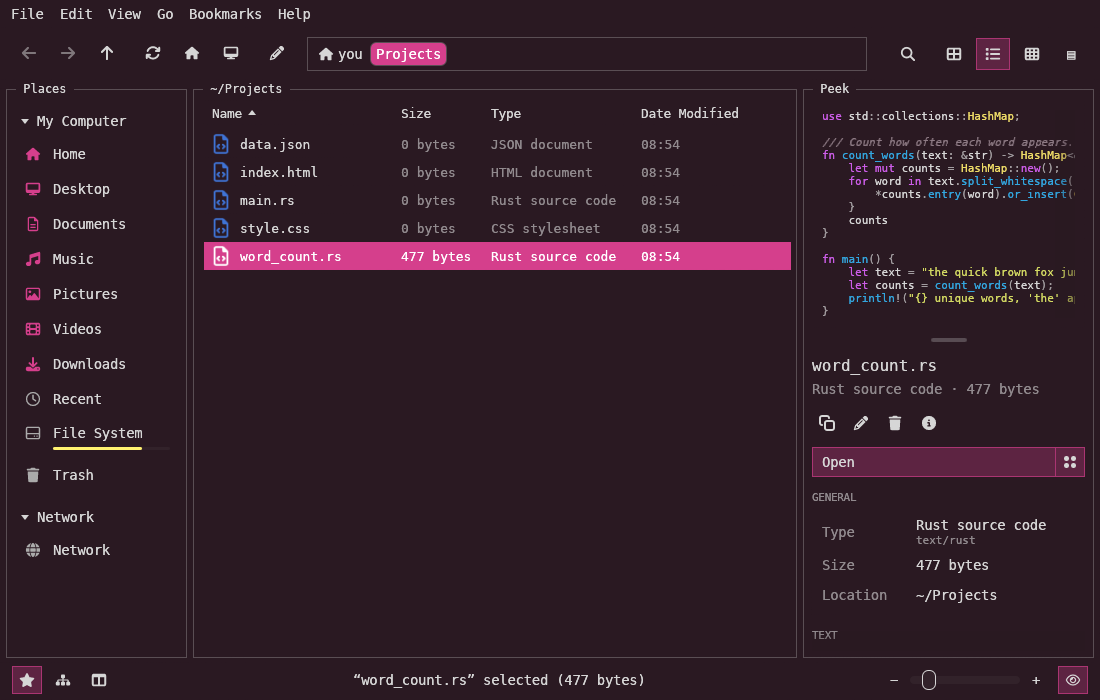 File Edit View Go Bookmarks Help
you Projects
Places
My Computer
Home
Desktop
Documents
Music
Pictures
Videos
Downloads
Recent
File System
Trash
Network
Network
~/Projects
Name Size Type Date Modified
data.json 0 bytes JSON document 08:54
index.html 0 bytes HTML document 08:54
main.rs 0 bytes Rust source code 08:54
style.css 0 bytes CSS stylesheet 08:54
word_count.rs 477 bytes Rust source code 08:54
Peek
use std::collections::HashMap;
/// Count how often each word appears.
fn count_words(text: &str) -> HashMap<
let mut counts = HashMap::new();
for word in text.split_whitespace(
*counts.entry(word).or_insert(
}
counts
}
fn main() {
let text = "the quick brown fox
let counts = count_words(text);
println!("{} unique words, 'the'
}
word_count.rs
Rust source code · 477 bytes
Open
GENERAL
Type Rust source code
text/rust
Size 477 bytes
Location ~/Projects
TEXT
“word_count.rs” selected (477 bytes)